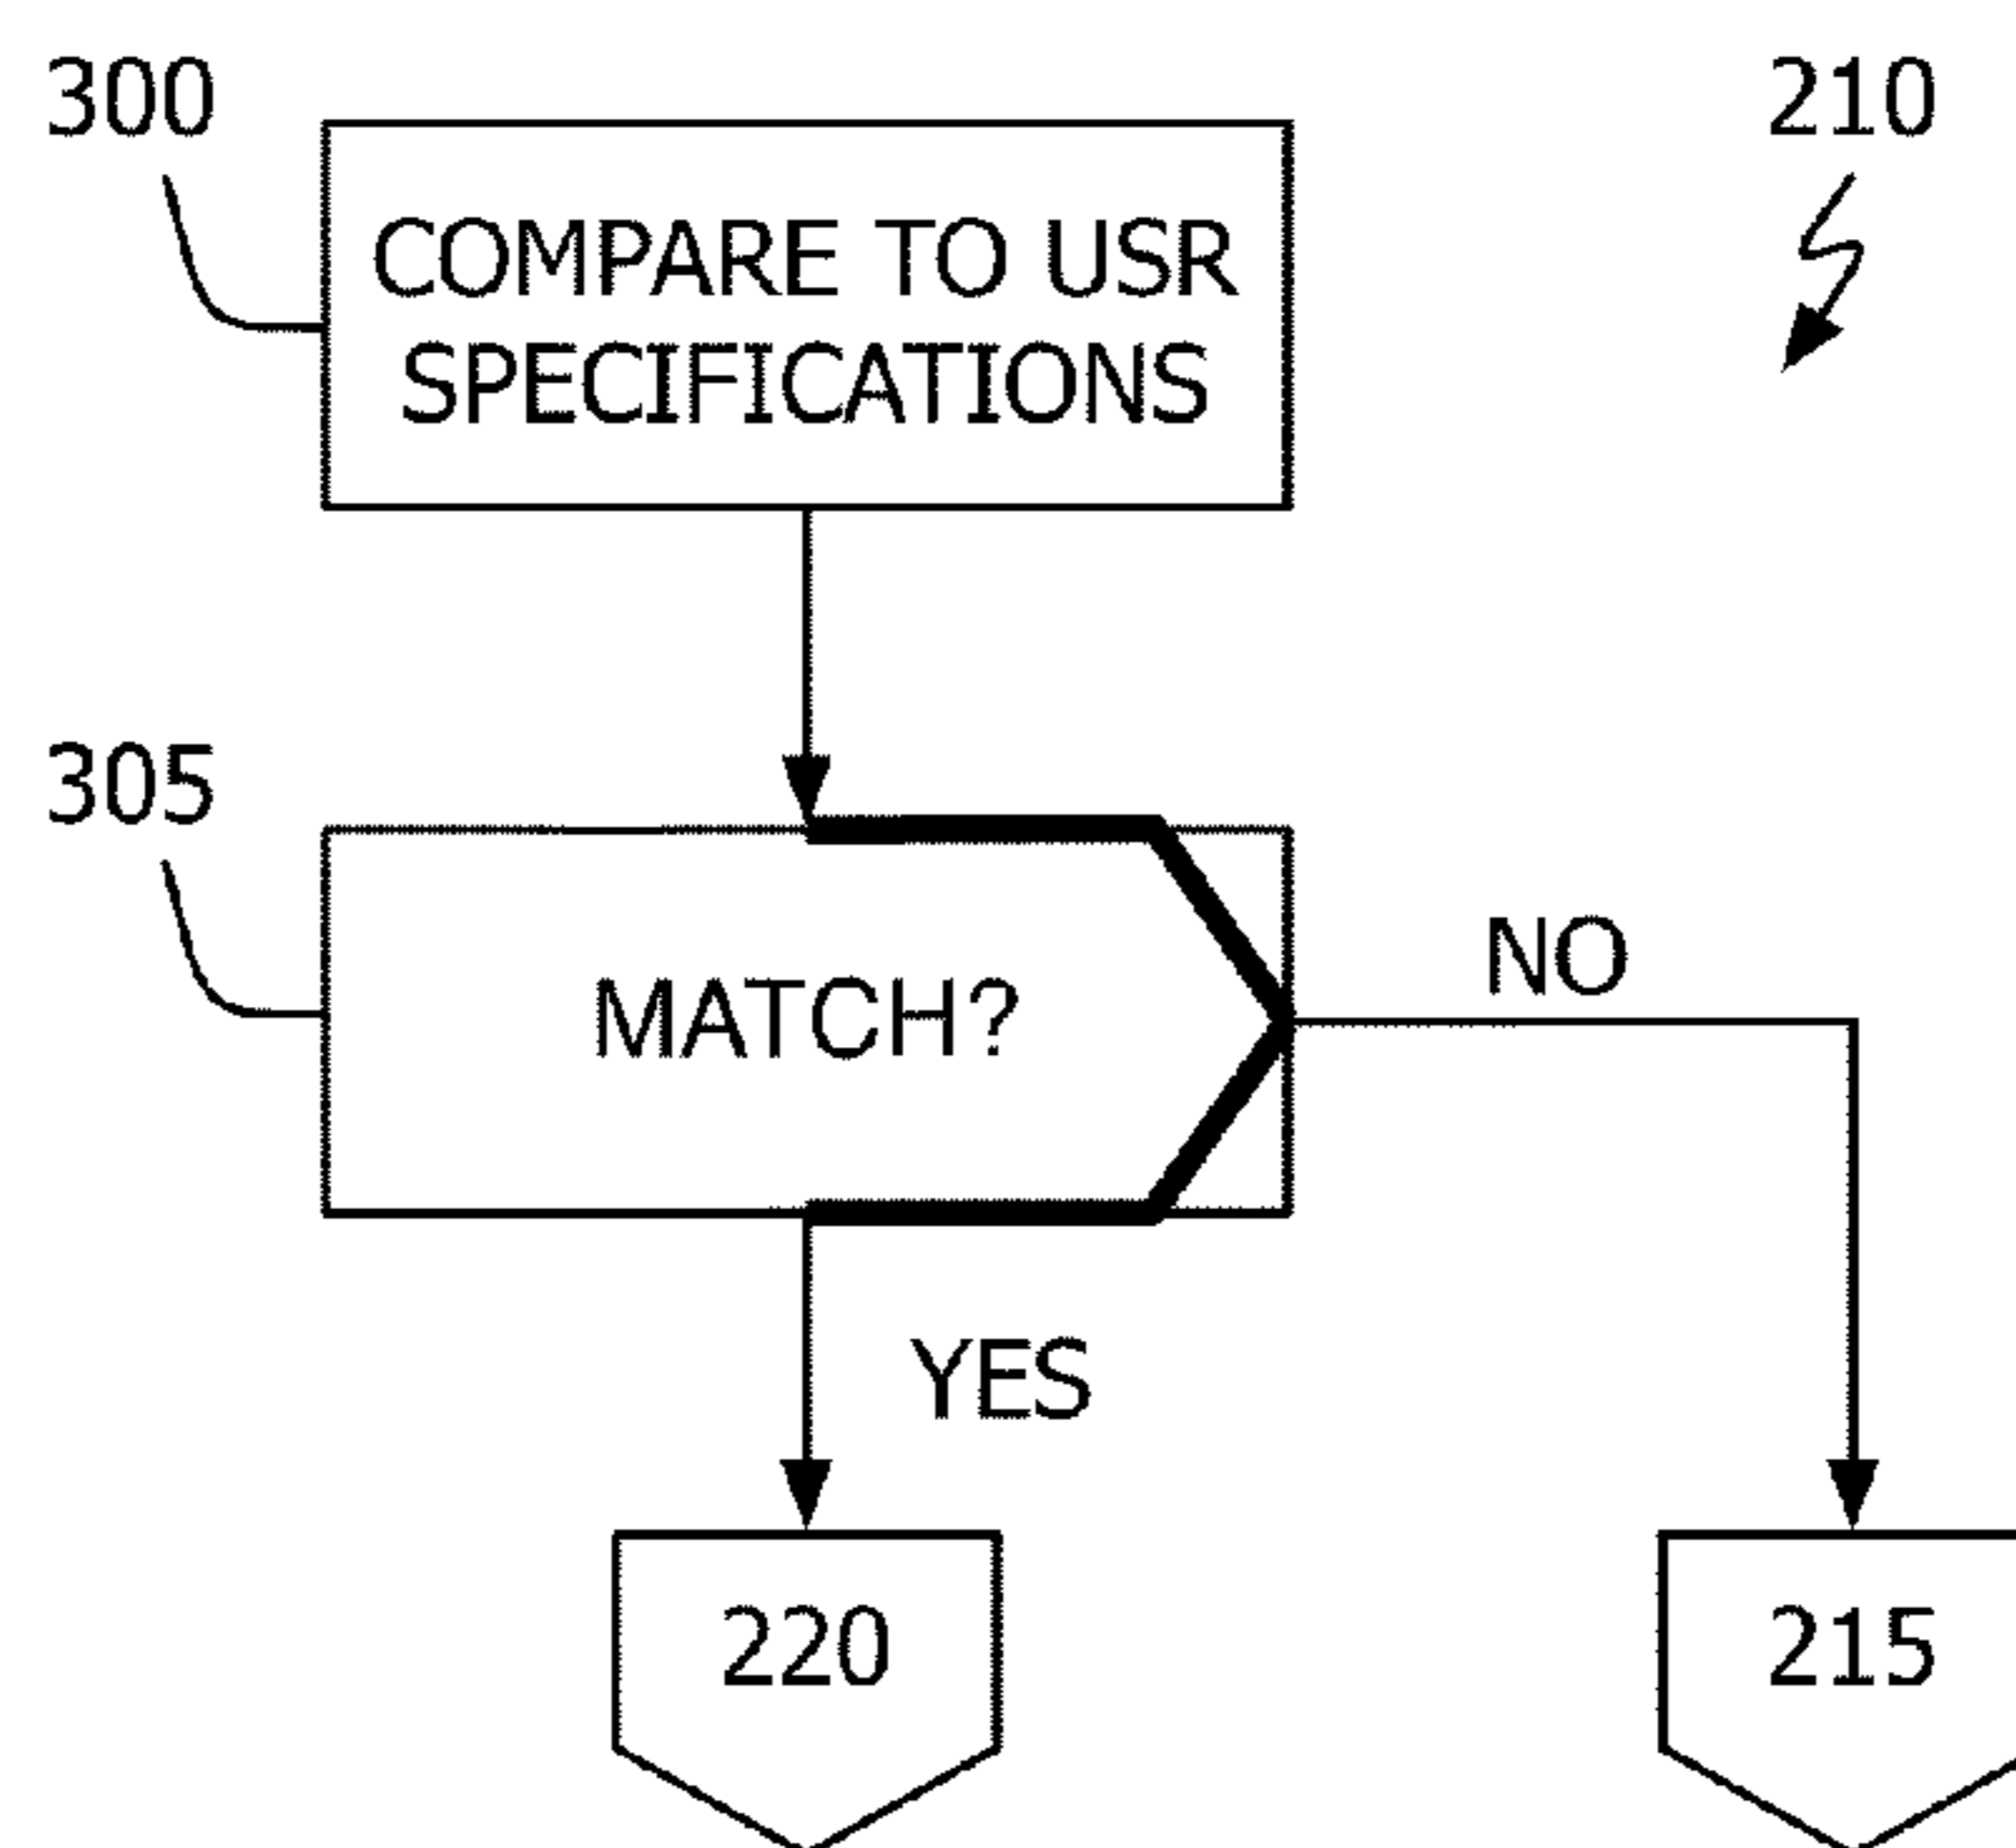 300
210
COMPARE TO USR
SPECIFICATIONS
305
MATCH?
NO
YES
220
215